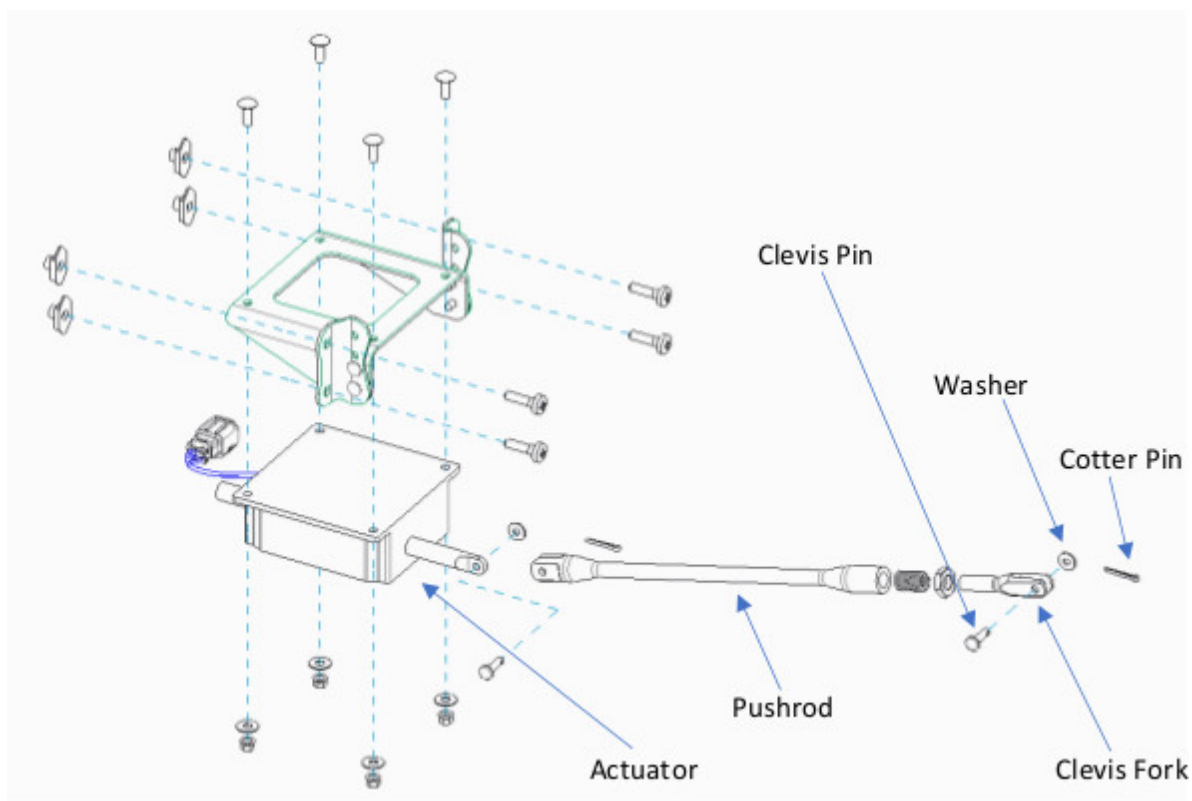 Clevis Pin
Washer
Cotter Pin
Pushrod
Actuator
Clevis Fork